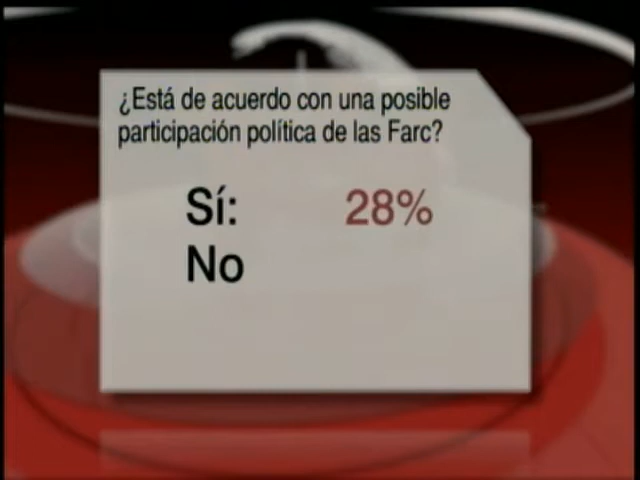 ¿Está de acuerdo con una posible
participación política de las Farc?
Sí: 28%
No